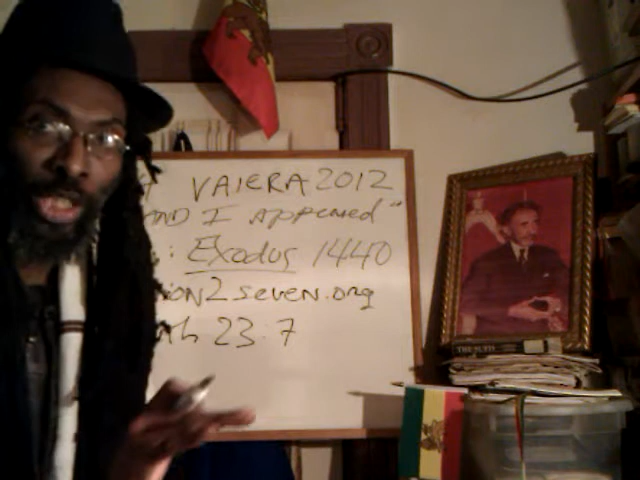 VAIERA 2012
AND I Appeared"
: Exodus 1440
ion2seven.org
23.7